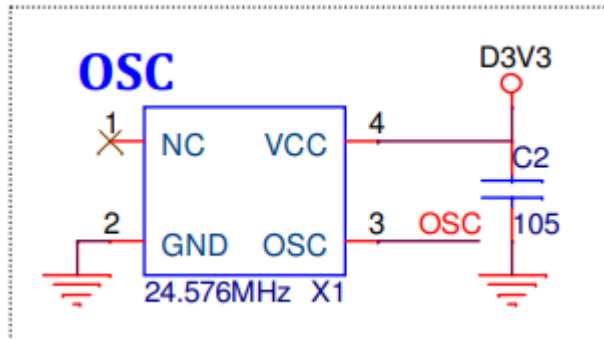 OSC
D3V3
1
NC
VCC
4
C2
2
GND
OSC
3
OSC
105
24.576MHz X1